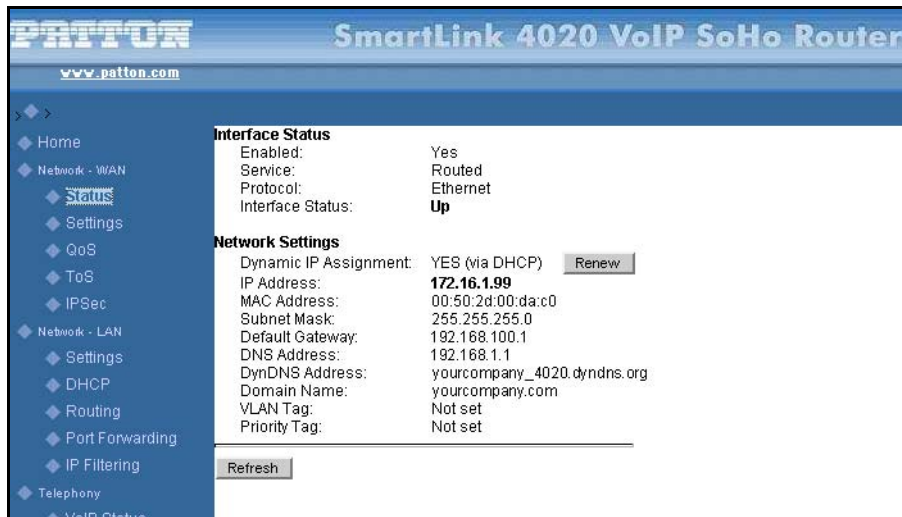 PATTON
SmartLink 4020 VoIP SoHo Router
www.patton.com
Home
Network - WAN
Status
Settings
QoS
ToS
IPSec
Network - LAN
Settings
DHCP
Routing
Port Forwarding
IP Filtering
Telephony
VoIP Status
Interface Status
Enabled: Yes
Service: Routed
Protocol: Ethernet
Interface Status: Up
Network Settings
Dynamic IP Assignment: YES (via DHCP) Renew
IP Address: 172.16.1.99
MAC Address: 00:50:2d:00:da:c0
Subnet Mask: 255.255.255.0
Default Gateway: 192.168.100.1
DNS Address: 192.168.1.1
DynDNS Address: yourcompany_4020.dyndns.org
Domain Name: yourcompany.com
VLAN Tag: Not set
Priority Tag: Not set
Refresh